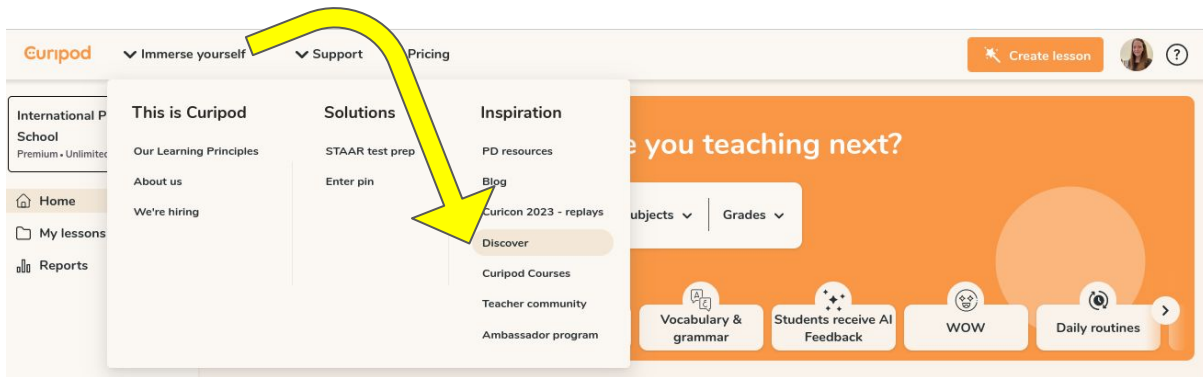 Curipod
Immerse yourself
Support
Pricing
Create lesson
?
International P
School
Premium • Unlimited
Home
My lessons
Reports
This is Curipod
Our Learning Principles
About us
We're hiring
Solutions
STAAR test prep
Enter pin
Inspiration
PD resources
Blog
Curicon 2023 - replays
Discover
Curipod Courses
Teacher community
Ambassador program
you teaching next?
ubjects
Grades
Vocabulary &
grammar
Students receive AI
Feedback
WOW
Daily routines